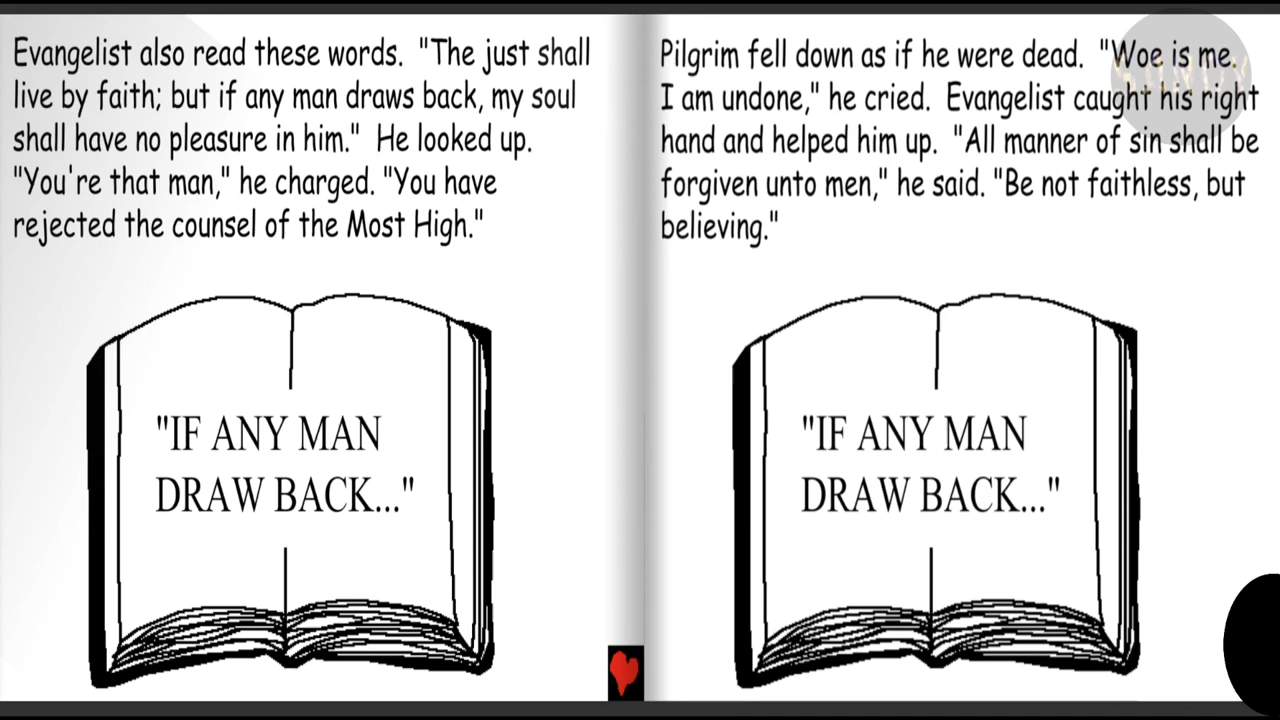 Evangelist also read these words. "The just shall
live by faith; but if any man draws back, my soul
shall have no pleasure in him." He looked up.
"You're that man," he charged. "You have
rejected the counsel of the Most High."
"IF ANY MAN
DRAW BACK..."
Pilgrim fell down as if he were dead. "Woe is me.
I am undone," he cried. Evangelist caught his right
hand and helped him up. "All manner of sin shall be
forgiven unto men," he said. "Be not faithless, but
believing."
"IF ANY MAN
DRAW BACK..."